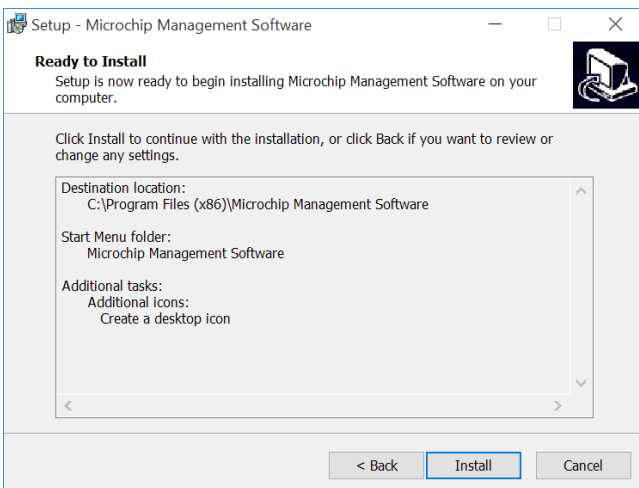 Setup - Microchip Management Software
Ready to Install
Setup is now ready to begin installing Microchip Management Software on your
computer.
Click Install to continue with the installation, or click Back if you want to review or
change any settings.
Destination location:
C:\Program Files (x86)\Microchip Management Software
Start Menu folder:
Microchip Management Software
Additional tasks:
Additional icons:
Create a desktop icon
< Back
Install
Cancel